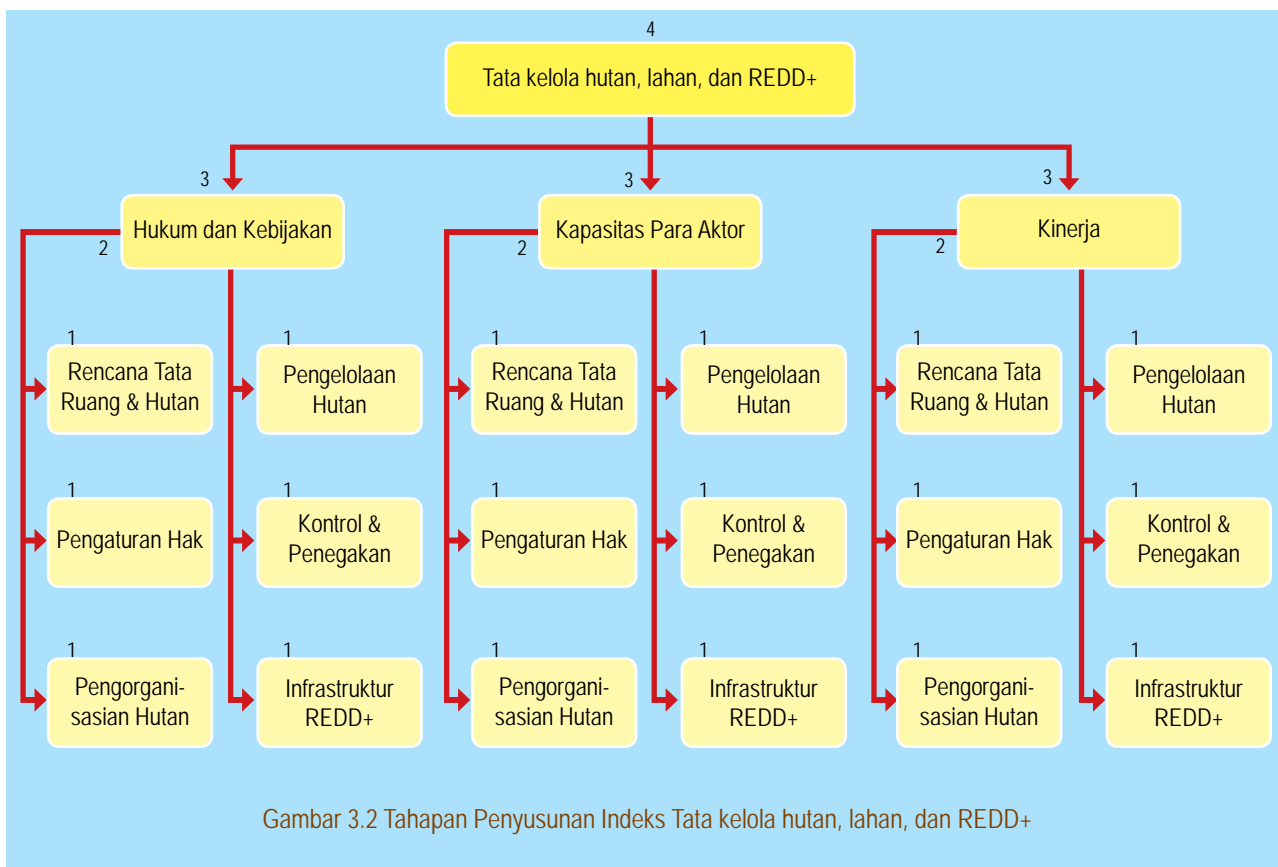 4
Tata kelola hutan, lahan, dan REDD+
3
Hukum dan Kebijakan
2
3
Kapasitas Para Aktor
2
3
Kinerja
2
1
Rencana Tata
Ruang & Hutan
1
Pengelolaan
Hutan
1
Pengaturan Hak
1
Kontrol &
Penegakan
1
Pengorgani-
sasian Hutan
1
Infrastruktur
REDD+
1
Rencana Tata
Ruang & Hutan
1
Pengelolaan
Hutan
1
Pengaturan Hak
1
Kontrol &
Penegakan
1
Pengorgani-
sasian Hutan
1
Infrastruktur
REDD+
1
Rencana Tata
Ruang & Hutan
1
Pengelolaan
Hutan
1
Pengaturan Hak
1
Kontrol &
Penegakan
1
Pengorgani-
sasian Hutan
1
Infrastruktur
REDD+
Gambar 3.2 Tahapan Penyusunan Indeks Tata kelola hutan, lahan, dan REDD+